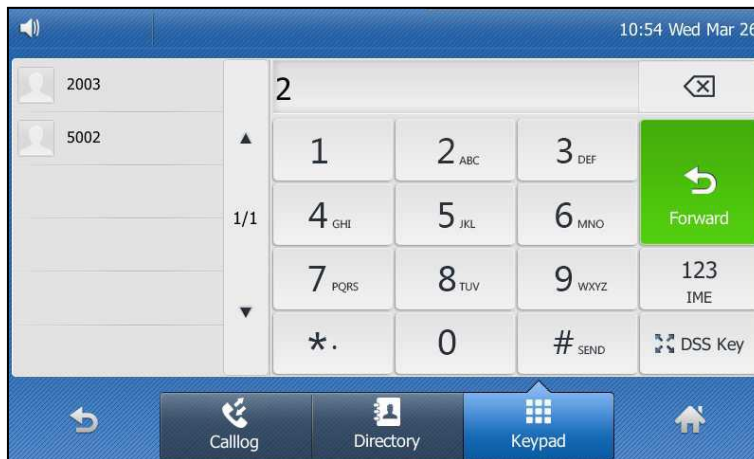 10:54 Wed Mar 26
2003
5002
1/1
2
1
2 ABC
3 DEF
Forward
4 GHI
5 JKL
6 MNO
7 PQRS
8 TUV
9 WXYZ
123
IME
*.
0
# SEND
DSS Key
Calllog
Directory
Keypad